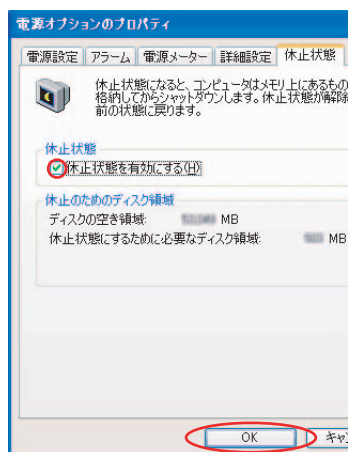 電源オプションのプロパティ
電源設定 アラーム 電源メーター 詳細設定 休止状態
休止状態になると、コンピュータはメモリ上にあるもの
格納してからシャットダウンします。休止状態が解除
前の状態に戻ります。
休止状態
休止状態を有効にする(H)
休止のためのディスク領域
ディスクの空き領域: MB
休止状態にするために必要なディスク領域: MB
OK
キャン